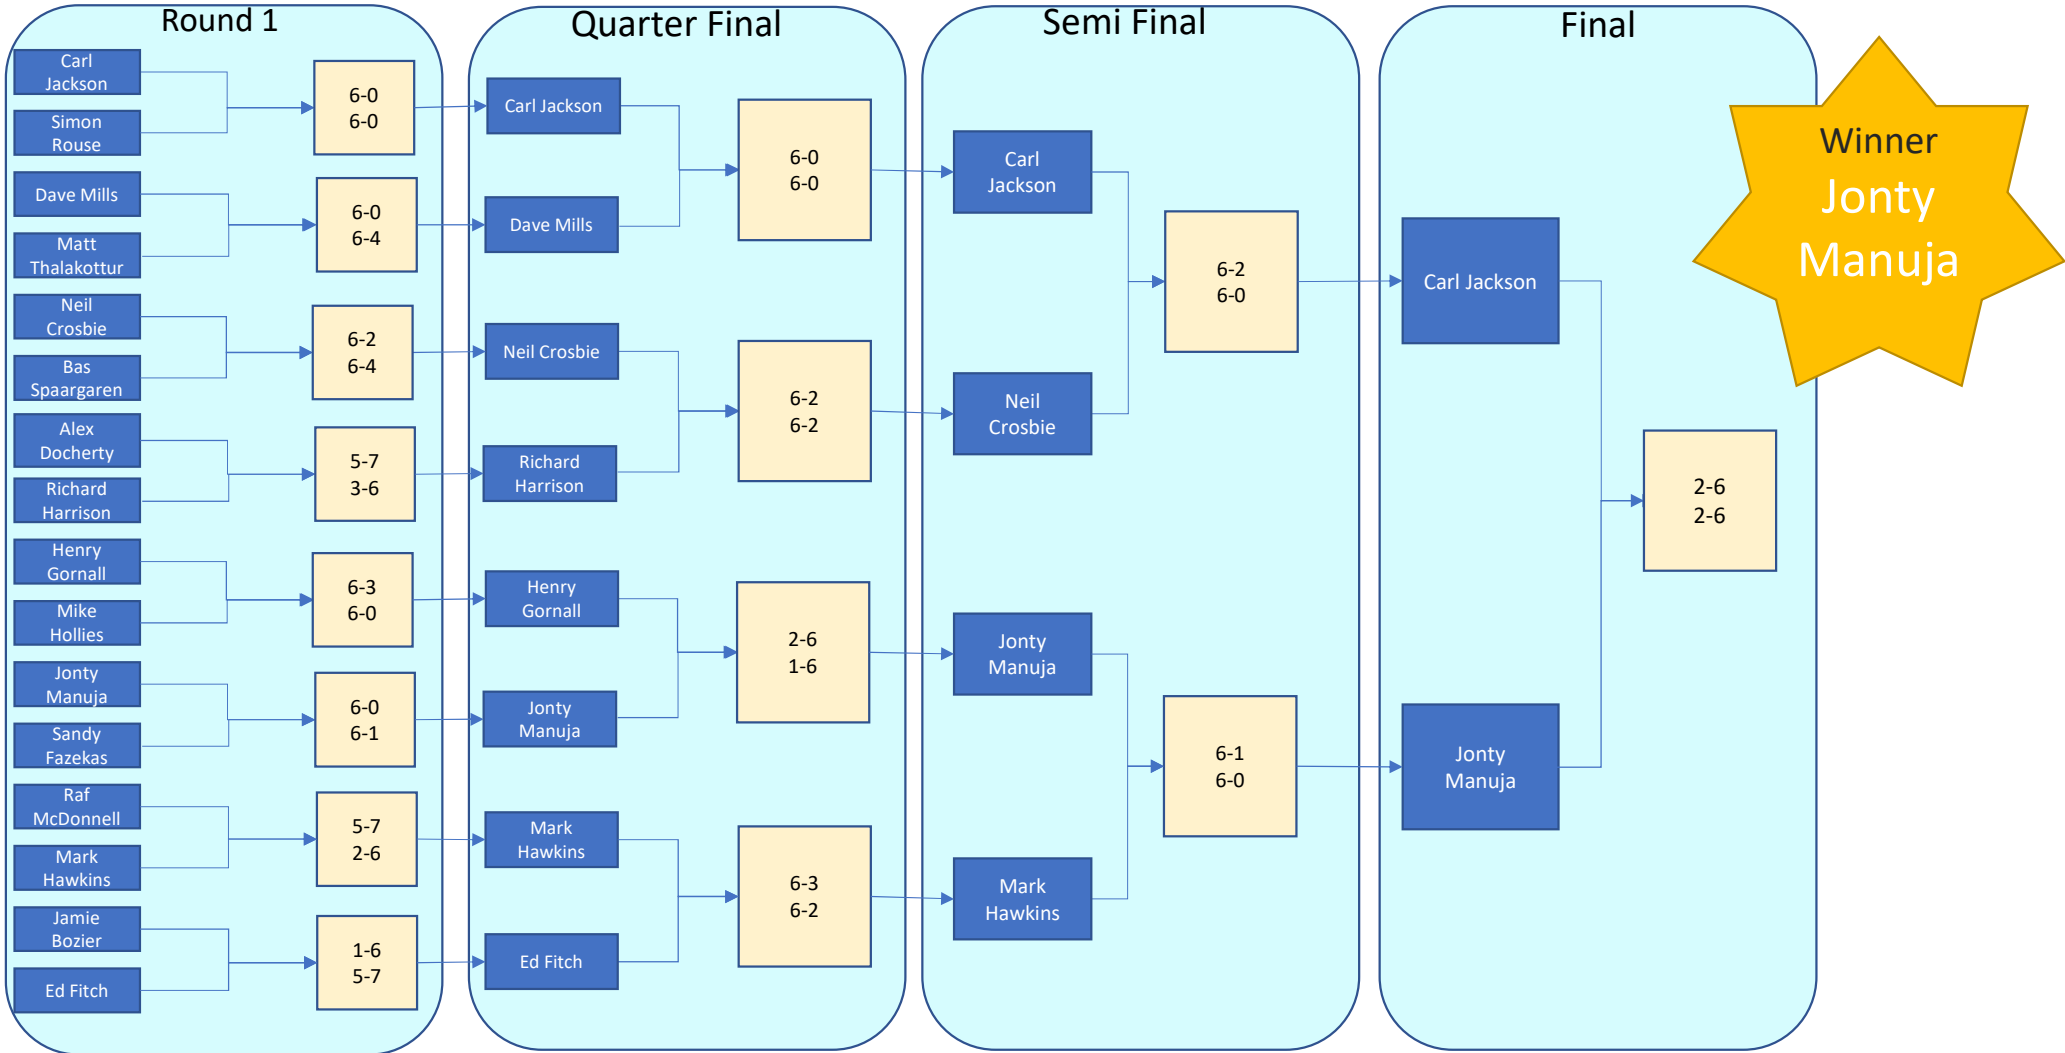 Round 1
Carl
Jackson
Simon
Rouse
6-0
6-0
Dave Mills
Matt
Thalakottur
6-0
6-4
Neil
Crosbie
Bas
Spaargaren
6-2
6-4
Alex
Docherty
Richard
Harrison
5-7
3-6
Henry
Gornall
Mike
Hollies
6-3
6-0
Jonty
Manuja
Sandy
Fazekas
6-0
6-1
Raf
McDonnell
Mark
Hawkins
5-7
2-6
Jamie
Bozier
Ed Fitch
1-6
5-7
Quarter Final
Carl Jackson
Dave Mills
6-0
6-0
Neil Crosbie
Richard
Harrison
6-2
6-2
Henry
Gornall
Jonty
Manuja
2-6
1-6
Mark
Hawkins
Ed Fitch
6-3
6-2
Semi Final
Carl
Jackson
Neil
Crosbie
6-2
6-0
Jonty
Manuja
Mark
Hawkins
6-1
6-0
Final
Carl Jackson
Jonty
Manuja
2-6
2-6
Winner
Jonty
Manuja